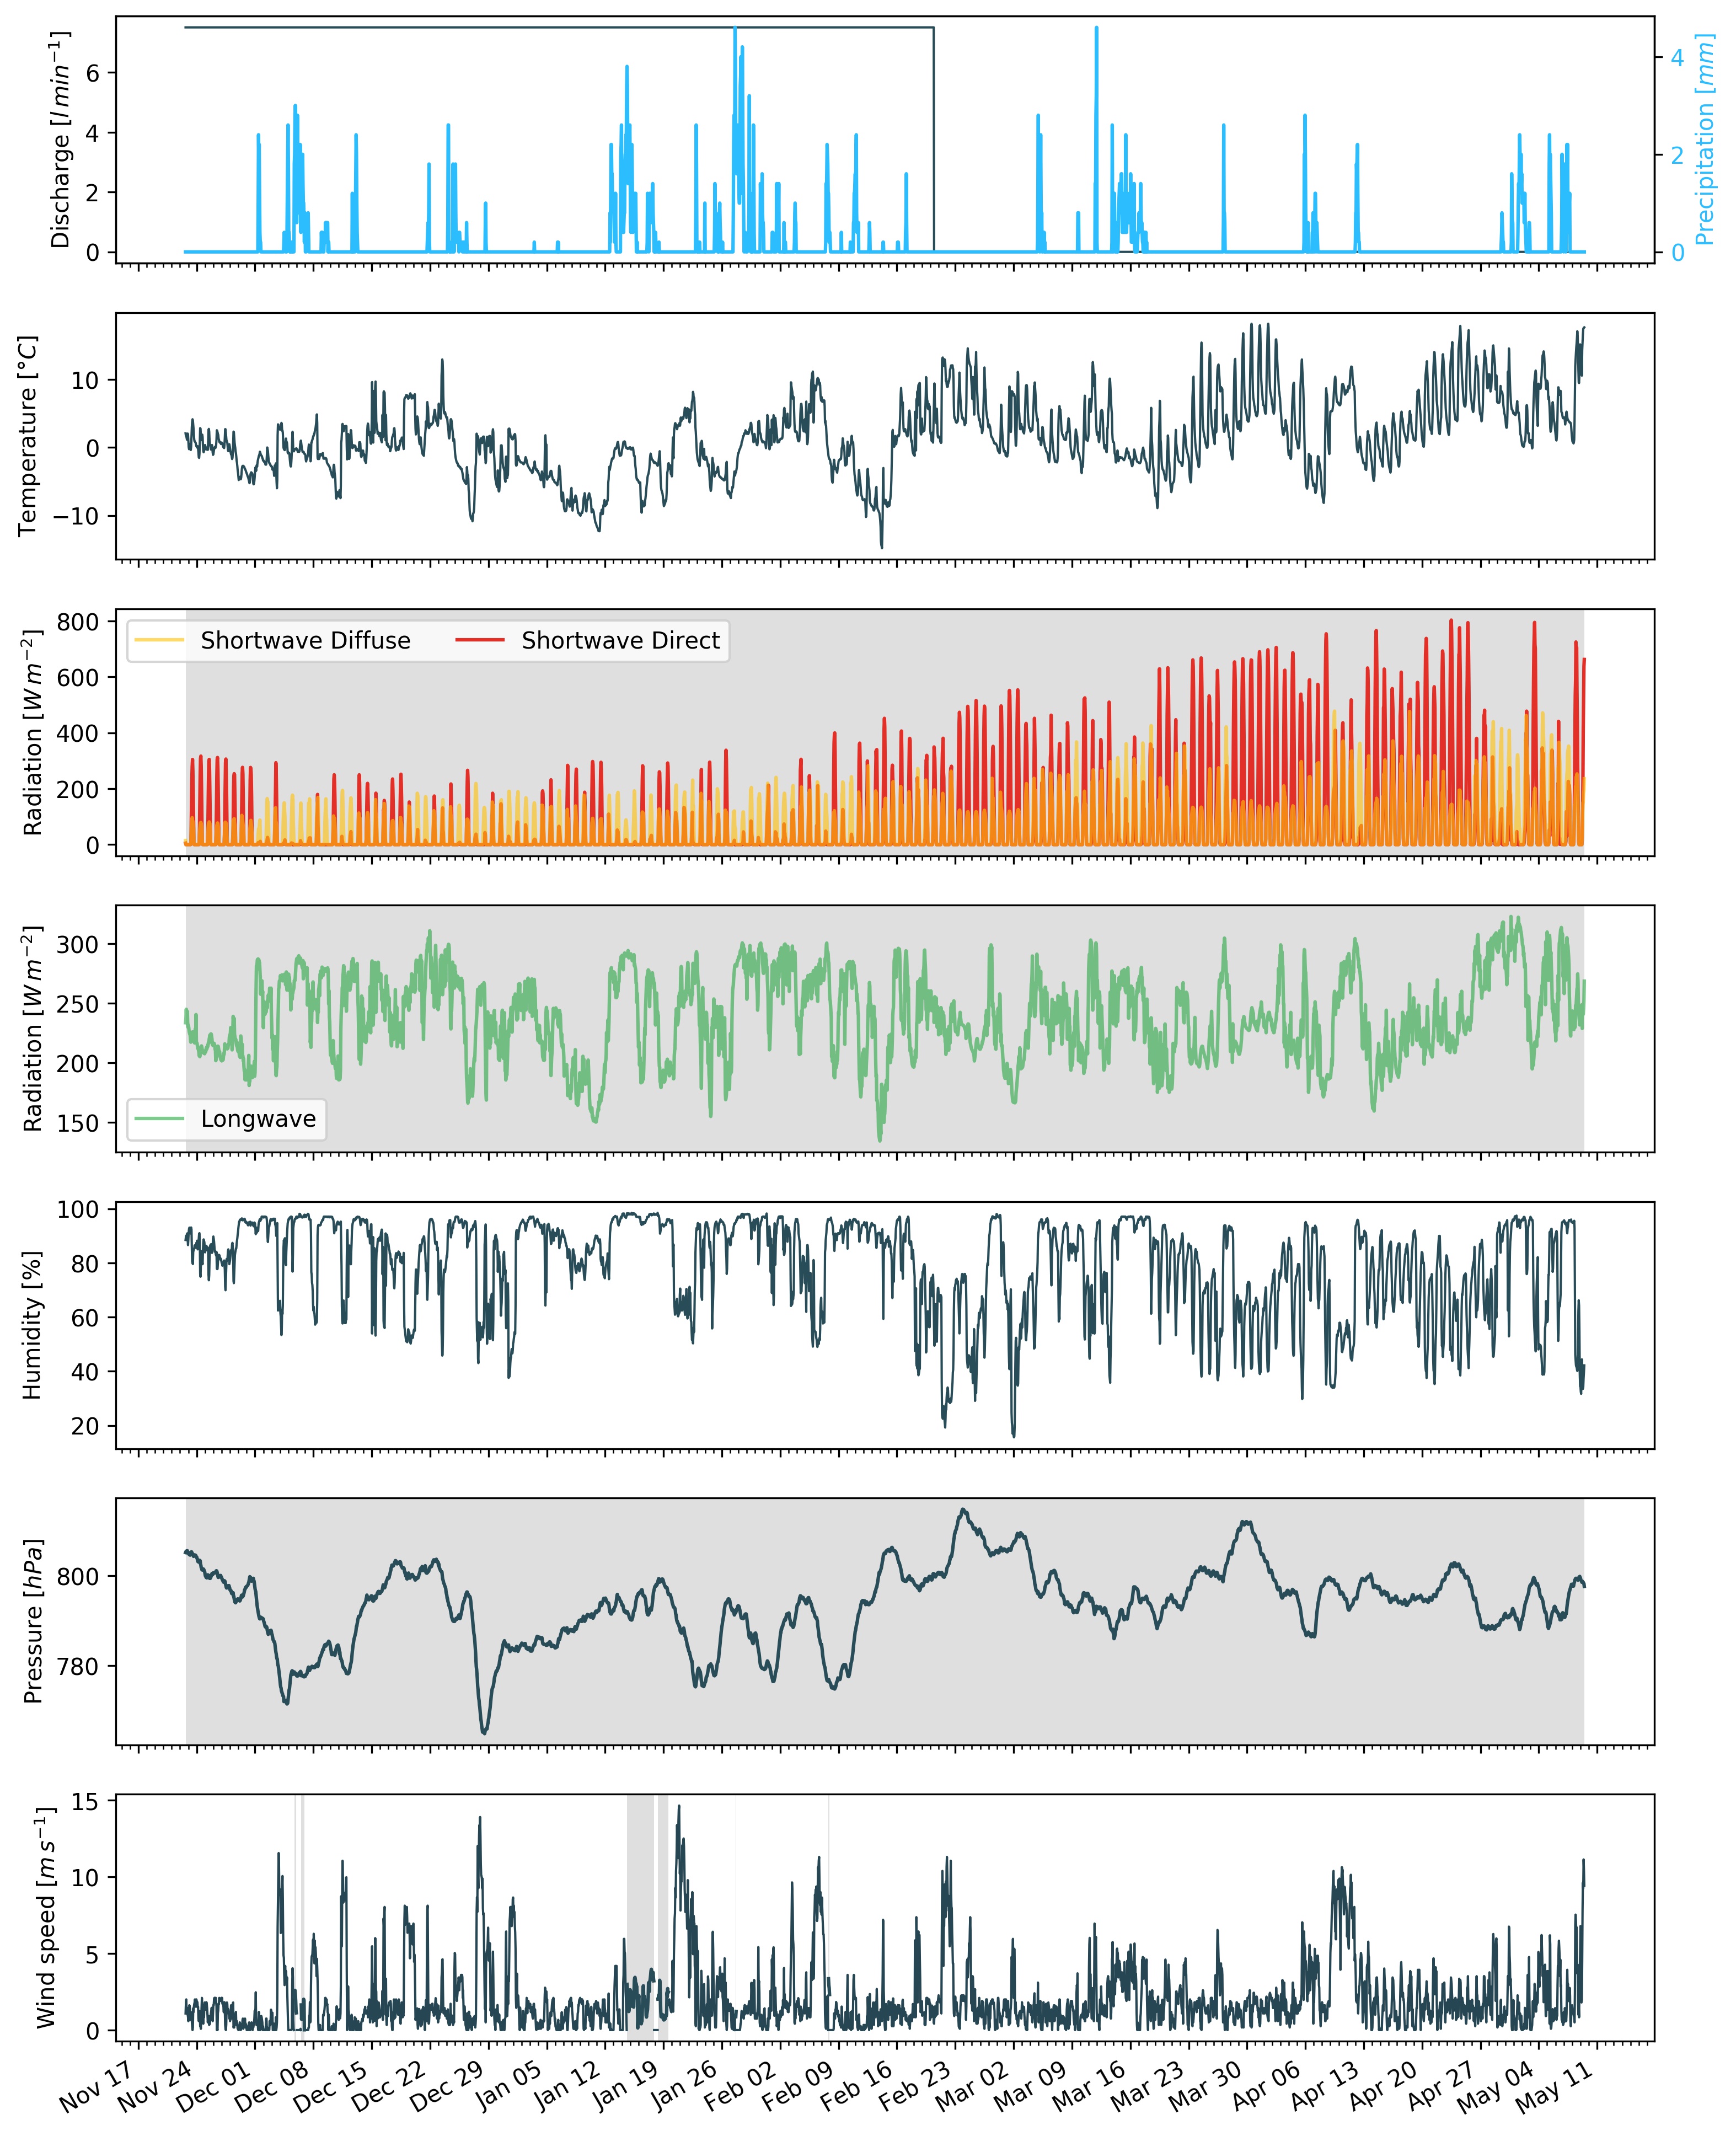 Discharge [l min⁻¹]
6
4
2
0
4
2
0
Precipitation [mm]
Temperature [°C]
10
0
−10
Radiation [W m⁻²]
800
600
400
200
0
Shortwave Diffuse
Shortwave Direct
Radiation [W m⁻²]
300
250
200
150
Longwave
Humidity [%]
100
80
60
40
20
Pressure [hPa]
800
780
Wind speed [m s⁻¹]
15
10
5
0
Nov 17
Nov 24
Dec 01
Dec 08
Dec 15
Dec 22
Dec 29
Jan 05
Jan 12
Jan 19
Jan 26
Feb 02
Feb 09
Feb 16
Feb 23
Mar 02
Mar 09
Mar 16
Mar 23
Mar 30
Apr 06
Apr 13
Apr 20
Apr 27
May 04
May 11